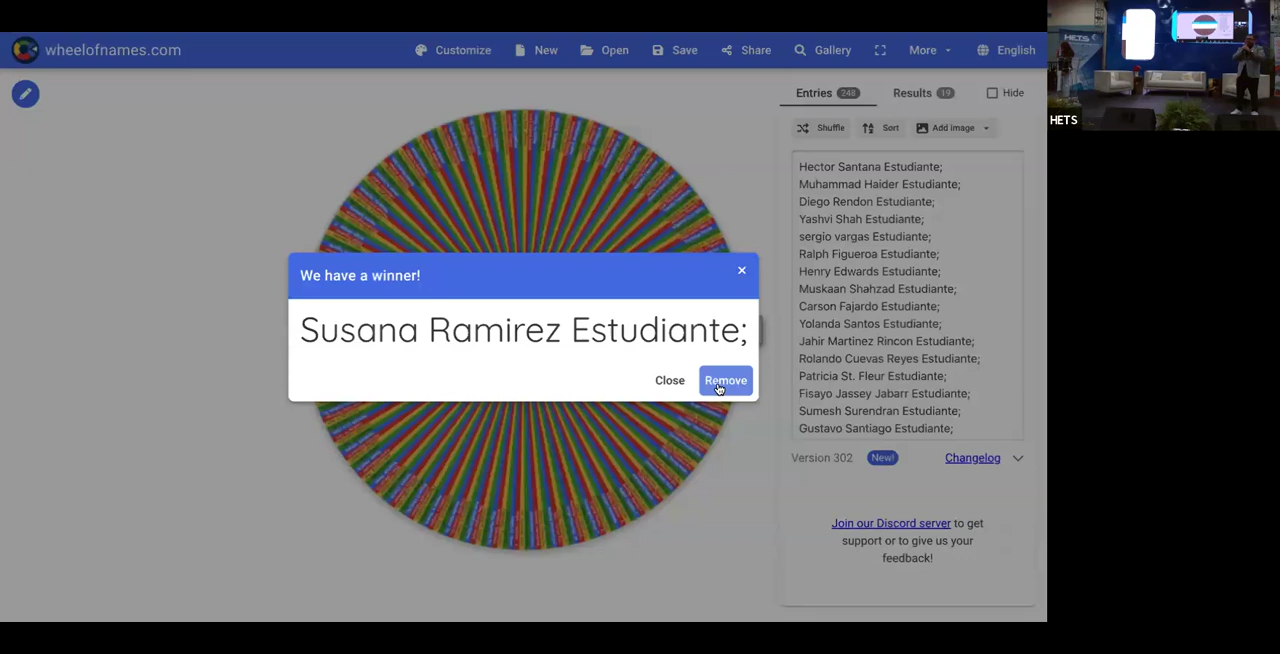 wheelofnames.com
Customize
New
Open
Save
Share
Gallery
More
English
Entries 248
Results 19
Hide
Shuffle
Sort
Add image
Hector Santana Estudiante;
Muhammad Haider Estudiante;
Diego Rendon Estudiante;
Yashvi Shah Estudiante;
sergio vargas Estudiante;
Ralph Figueroa Estudiante;
Henry Edwards Estudiante;
Muskaan Shahzad Estudiante;
Carson Fajardo Estudiante;
Yolanda Santos Estudiante;
Jahir Martinez Rincon Estudiante;
Rolando Cuevas Reyes Estudiante;
Patricia St. Fleur Estudiante;
Fisayo Jassey Jabarr Estudiante;
Sumesh Surendran Estudiante;
Gustavo Santiago Estudiante;
We have a winner!
Susana Ramirez Estudiante;
Close
Remove
Version 302
New!
Changelog
Join our Discord server to get
support or to give us your
feedback!
HETS
HETS